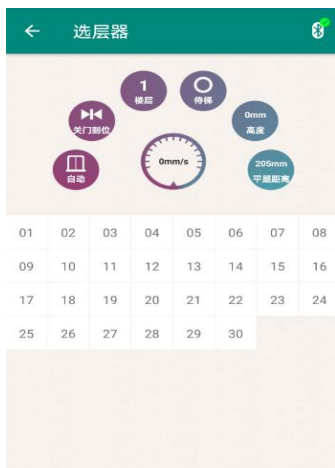 选层器
1
楼层
待梯
关门到位
0mm
高度
自动
0mm/s
205mm
平层距离
01 02 03 04 05 06 07 08
09 10 11 12 13 14 15 16
17 18 19 20 21 22 23 24
25 26 27 28 29 30